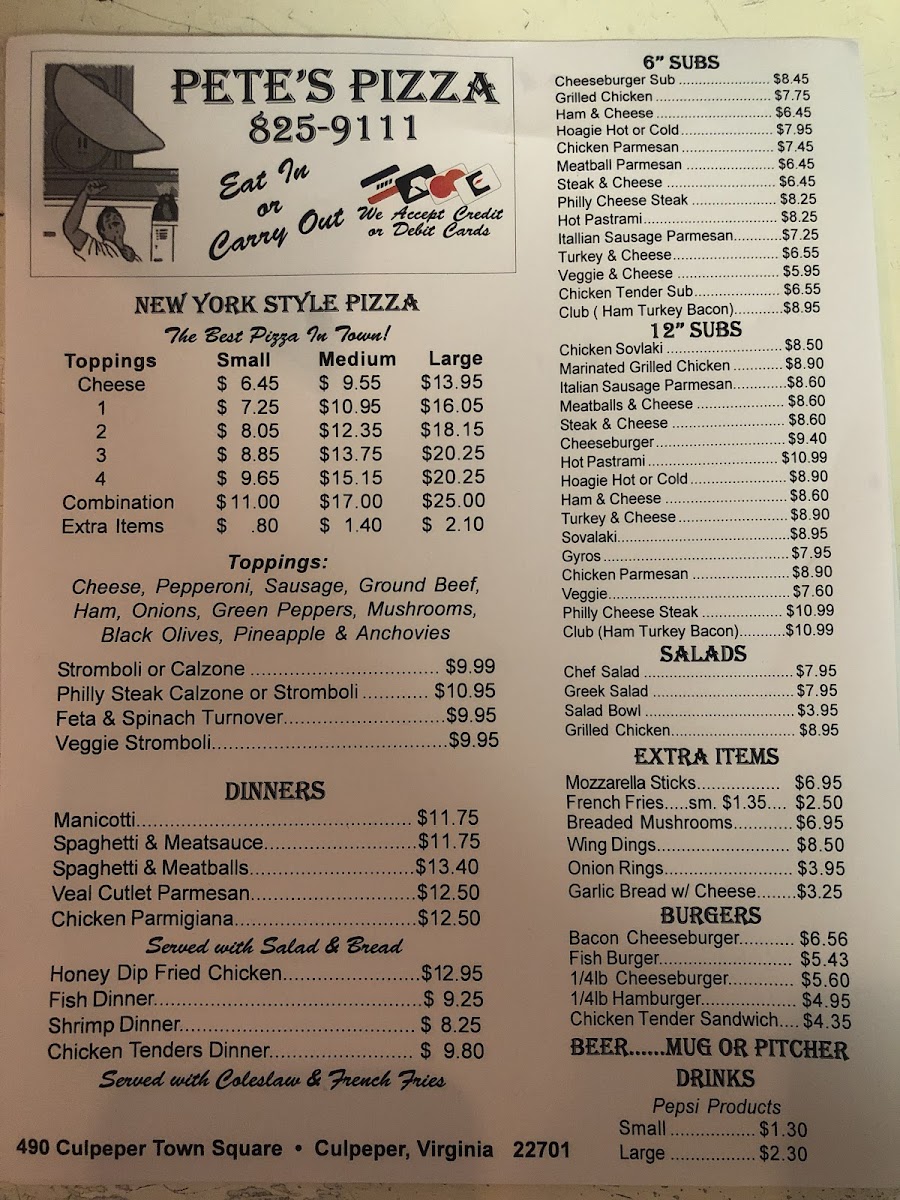 PETE'S PIZZA
825-9111
Eat In
or
Carry Out
We Accept Credit
or Debit Cards
NEW YORK STYLE PIZZA
The Best Pizza In Town!
Toppings Small Medium Large
Cheese $ 6.45 $ 9.55 $13.95
1 $ 7.25 $10.95 $16.05
2 $ 8.05 $12.35 $18.15
3 $ 8.85 $13.75 $20.25
4 $ 9.65 $15.15 $20.25
Combination $11.00 $17.00 $25.00
Extra Items $ .80 $ 1.40 $ 2.10
Toppings:
Cheese, Pepperoni, Sausage, Ground Beef,
Ham, Onions, Green Peppers, Mushrooms,
Black Olives, Pineapple & Anchovies
Stromboli or Calzone ........................ $9.99
Philly Steak Calzone or Stromboli .......... $10.95
Feta & Spinach Turnover........................$9.95
Veggie Stromboli...................................$9.95
DINNERS
Manicotti.......................................... $11.75
Spaghetti & Meatsauce.......................$11.75
Spaghetti & Meatballs.........................$13.40
Veal Cutlet Parmesan.........................$12.50
Chicken Parmigiana...........................$12.50
Served with Salad & Bread
Honey Dip Fried Chicken.....................$12.95
Fish Dinner........................................$ 9.25
Shrimp Dinner................................... $ 8.25
Chicken Tenders Dinner..................... $ 9.80
Served with Coleslaw & French Fries
6" SUBS
Cheeseburger Sub ...................... $8.45
Grilled Chicken ............................ $7.75
Ham & Cheese ............................ $6.45
Hoagie Hot or Cold...................... $7.95
Chicken Parmesan ...................... $7.45
Meatball Parmesan ..................... $6.45
Steak & Cheese .......................... $6.45
Philly Cheese Steak .................... $8.25
Hot Pastrami................................ $8.25
Itallian Sausage Parmesan...........$7.25
Turkey & Cheese......................... $6.55
Veggie & Cheese ........................ $5.95
Chicken Tender Sub.................... $6.55
Club ( Ham Turkey Bacon)............$8.95
12" SUBS
Chicken Sovlaki ............................ $8.50
Marinated Grilled Chicken ............ $8.90
Italian Sausage Parmesan.............$8.60
Meatballs & Cheese ..................... $8.60
Steak & Cheese ........................... $8.60
Cheeseburger................................ $9.40
Hot Pastrami ............................... $10.99
Hoagie Hot or Cold........................ $8.90
Ham & Cheese .............................. $8.60
Turkey & Cheese........................... $8.90
Sovalaki..........................................$8.95
Gyros ............................................. $7.95
Chicken Parmesan ........................ $8.90
Veggie............................................$7.60
Philly Cheese Steak .................... $10.99
Club (Ham Turkey Bacon)...........$10.99
SALADS
Chef Salad .....................................$7.95
Greek Salad ...................................$7.95
Salad Bowl .....................................$3.95
Grilled Chicken............................... $8.95
EXTRA ITEMS
Mozzarella Sticks................. $6.95
French Fries.....sm. $1.35.... $2.50
Breaded Mushrooms............ $6.95
Wing Dings........................... $8.50
Onion Rings.......................... $3.95
Garlic Bread w/ Cheese........$3.25
BURGERS
Bacon Cheeseburger........... $6.56
Fish Burger........................... $5.43
1/4lb Cheeseburger............... $5.60
1/4lb Hamburger................... $4.95
Chicken Tender Sandwich.... $4.35
BEER......MUG OR PITCHER
DRINKS
Pepsi Products
Small .................. $1.30
Large .................. $2.30
490 Culpeper Town Square • Culpeper, Virginia 22701